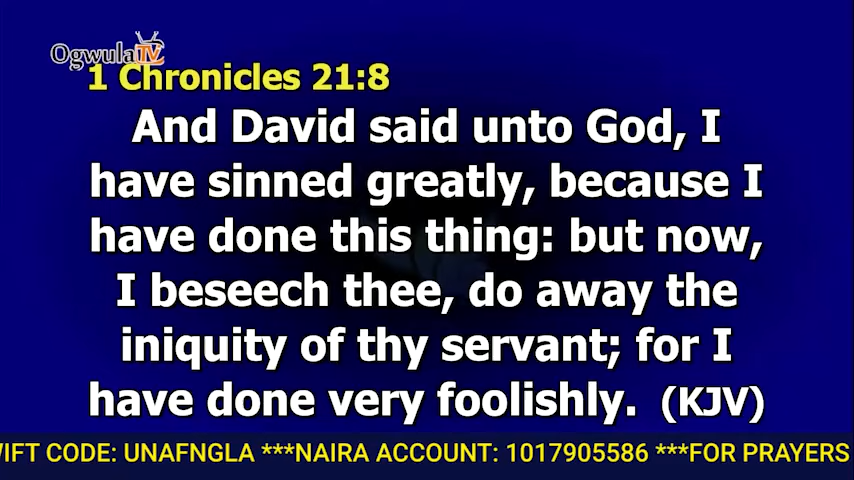 OgwulaTV
1 Chronicles 21:8
And David said unto God, I
have sinned greatly, because I
have done this thing: but now,
I beseech thee, do away the
iniquity of thy servant; for I
have done very foolishly. (KJV)
WIFT CODE: UNAFNGLA ***NAIRA ACCOUNT: 1017905586 ***FOR PRAYERS